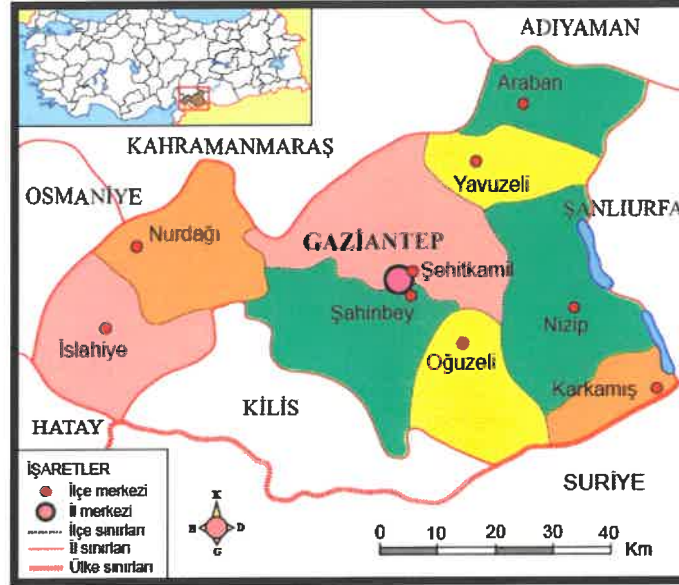 ADIYAMAN
Araban
KAHRAMANMARAŞ
Yavuzeli
OSMANİYE
ŞANLIURFA
Nurdağı
GAZİANTEP
Şehitkamil
Şahinbey
Nizip
İslahiye
Oğuzeli
Karkamış
KİLİS
HATAY
SURİYE
İŞARETLER
İlçe merkezi
İl merkezi
İlçe sınırları
İl sınırları
Ülke sınırları
K
B D
G
0 10 20 30 40
Km